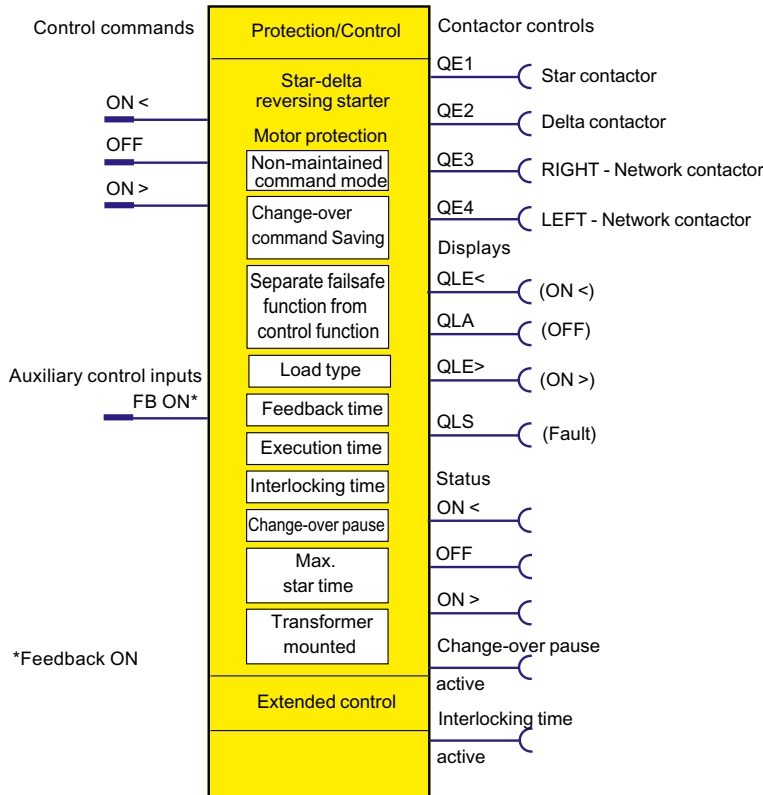 Control commands
ON <
OFF
ON >
Auxiliary control inputs
FB ON*
*Feedback ON
Protection/Control
Star-delta
reversing starter
Motor protection
Non-maintained
command mode
Change-over
command Saving
Separate failsafe
function from
control function
Load type
Feedback time
Execution time
Interlocking time
Change-over pause
Max.
star time
Transformer
mounted
Extended control
Contactor controls
QE1
Star contactor
QE2
Delta contactor
QE3
RIGHT - Network contactor
QE4
LEFT - Network contactor
Displays
QLE<
(ON <)
QLA
(OFF)
QLE>
(ON >)
QLS
(Fault)
Status
ON <
OFF
ON >
Change-over pause
active
Interlocking time
active